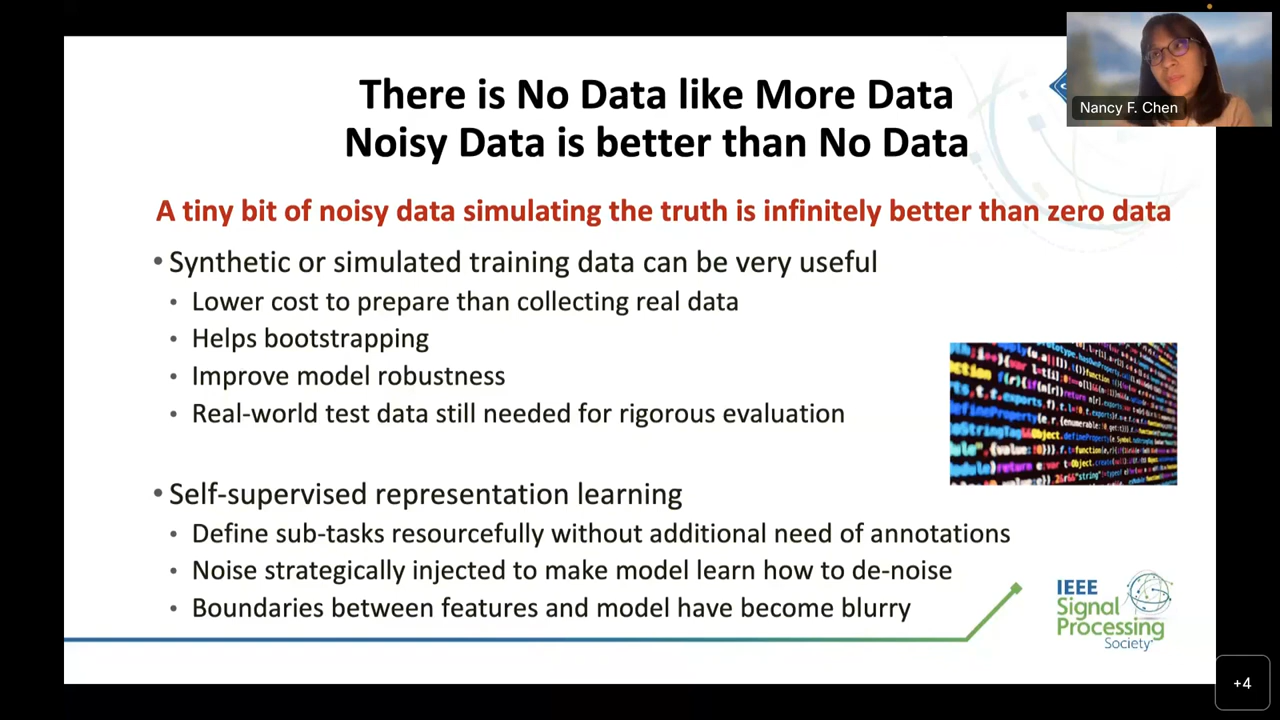 There is No Data like More Data
Noisy Data is better than No Data
Nancy F. Chen
A tiny bit of noisy data simulating the truth is infinitely better than zero data
• Synthetic or simulated training data can be very useful
• Lower cost to prepare than collecting real data
• Helps bootstrapping
• Improve model robustness
• Real-world test data still needed for rigorous evaluation
• Self-supervised representation learning
• Define sub-tasks resourcefully without additional need of annotations
• Noise strategically injected to make model learn how to de-noise
• Boundaries between features and model have become blurry
IEEE
Signal
Processing
Society
+4